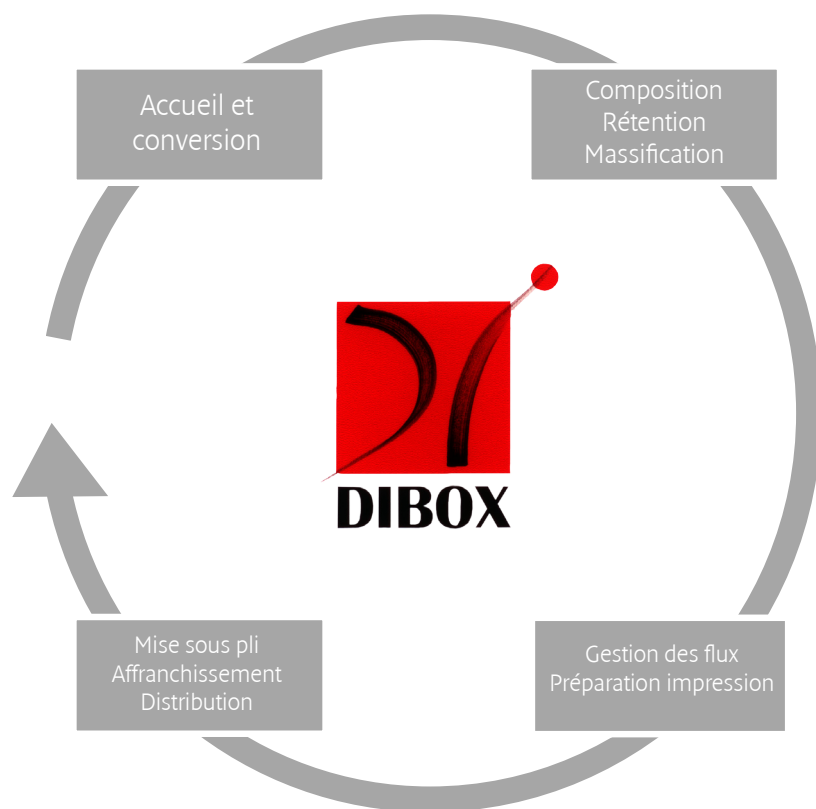 Accueil et
conversion
Composition
Rétention
Massification
DIBOX
Mise sous pli
Affranchissement
Distribution
Gestion des flux
Préparation impression